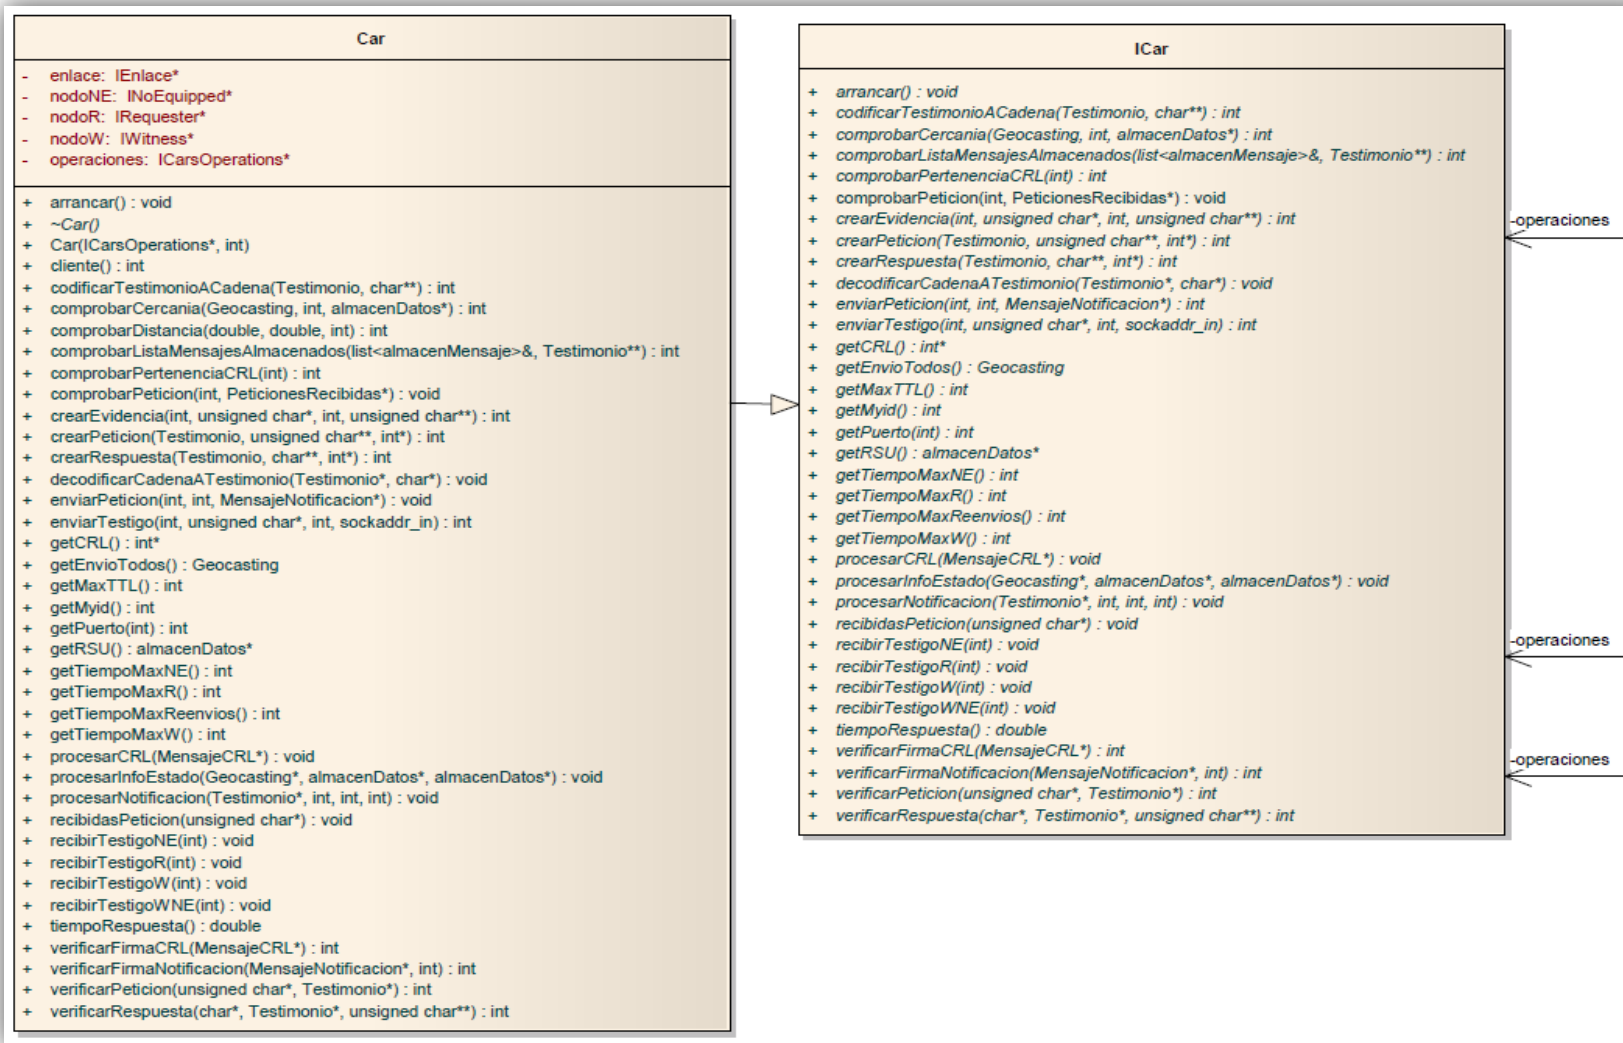 Car
- enlace: IEnlace*
- nodoNE: INoEquipped*
- nodoR: IRequester*
- nodoW: IWitness*
- operaciones: ICarsOperations*
+ arrancar() : void
+ ~Car()
+ Car(ICarsOperations*, int)
+ cliente() : int
+ codificarTestimonioACadena(Testimonio, char**) : int
+ comprobarCercania(Geocasting, int, almacenDatos*) : int
+ comprobarDistancia(double, double, int) : int
+ comprobarListaMensajesAlmacenados(list<almacenMensaje>&, Testimonio**) : int
+ comprobarPertenenciaCRL(int) : int
+ comprobarPeticion(int, PeticionesRecibidas*) : void
+ crearEvidencia(int, unsigned char*, int, unsigned char**) : int
+ crearPeticion(Testimonio, unsigned char**, int*) : int
+ crearRespuesta(Testimonio, char**, int*) : int
+ decodificarCadenaATestimonio(Testimonio*, char*) : void
+ enviarPeticion(int, int, MensajeNotificacion*) : void
+ enviarTestigo(int, unsigned char*, int, sockaddr_in) : int
+ getCRL() : int*
+ getEnvioTodos() : Geocasting
+ getMaxTTL() : int
+ getMyid() : int
+ getPuerto(int) : int
+ getRSU() : almacenDatos*
+ getTiempoMaxNE() : int
+ getTiempoMaxR() : int
+ getTiempoMaxReenvios() : int
+ getTiempoMaxW() : int
+ procesarCRL(MensajeCRL*) : void
+ procesarInfoEstado(Geocasting*, almacenDatos*, almacenDatos*) : void
+ procesarNotificacion(Testimonio*, int, int, int) : void
+ recibidasPeticion(unsigned char*) : void
+ recibirTestigoNE(int) : void
+ recibirTestigoR(int) : void
+ recibirTestigoW(int) : void
+ recibirTestigoWNE(int) : void
+ tiempoRespuesta() : double
+ verificarFirmaCRL(MensajeCRL*) : int
+ verificarFirmaNotificacion(MensajeNotificacion*, int) : int
+ verificarPeticion(unsigned char*, Testimonio*) : int
+ verificarRespuesta(char*, Testimonio*, unsigned char**) : int
ICar
+ arrancar() : void
+ codificarTestimonioACadena(Testimonio, char**) : int
+ comprobarCercania(Geocasting, int, almacenDatos*) : int
+ comprobarListaMensajesAlmacenados(list<almacenMensaje>&, Testimonio**) : int
+ comprobarPertenenciaCRL(int) : int
+ comprobarPeticion(int, PeticionesRecibidas*) : void
+ crearEvidencia(int, unsigned char*, int, unsigned char**) : int
+ crearPeticion(Testimonio, unsigned char**, int*) : int
+ crearRespuesta(Testimonio, char**, int*) : int
+ decodificarCadenaATestimonio(Testimonio*, char*) : void
+ enviarPeticion(int, int, MensajeNotificacion*) : int
+ enviarTestigo(int, unsigned char*, int, sockaddr_in) : int
+ getCRL() : int*
+ getEnvioTodos() : Geocasting
+ getMaxTTL() : int
+ getMyid() : int
+ getPuerto(int) : int
+ getRSU() : almacenDatos*
+ getTiempoMaxNE() : int
+ getTiempoMaxR() : int
+ getTiempoMaxReenvios() : int
+ getTiempoMaxW() : int
+ procesarCRL(MensajeCRL*) : void
+ procesarInfoEstado(Geocasting*, almacenDatos*, almacenDatos*) : void
+ procesarNotificacion(Testimonio*, int, int, int) : void
+ recibidasPeticion(unsigned char*) : void
+ recibirTestigoNE(int) : void
+ recibirTestigoR(int) : void
+ recibirTestigoW(int) : void
+ recibirTestigoWNE(int) : void
+ tiempoRespuesta() : double
+ verificarFirmaCRL(MensajeCRL*) : int
+ verificarFirmaNotificacion(MensajeNotificacion*, int) : int
+ verificarPeticion(unsigned char*, Testimonio*) : int
+ verificarRespuesta(char*, Testimonio*, unsigned char**) : int
-operaciones
-operaciones
-operaciones